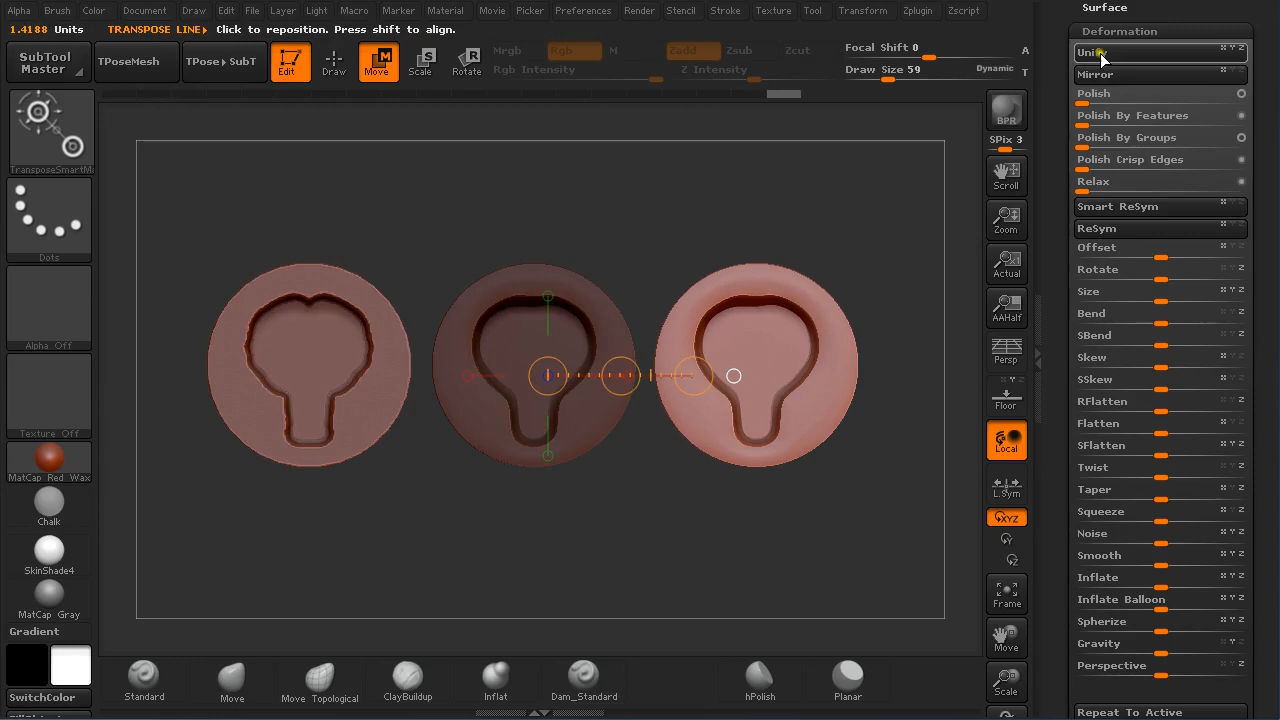 Alpha Brush Color Document Draw Edit File Layer Light Macro Marker Material Movie Picker Preferences Render Stencil Stroke Texture Tool Transform Zplugin Zscript
1.4188 Units TRANSPOSE LINE> Click to reposition. Press shift to align.
SubTool Master
TPoseMesh
TPose> SubT
Edit
Draw
Move
Scale
Rotate
Mrgb Rgb M
Rgb Intensity
Zadd Zsub Zcut
Z Intensity
Focal Shift 0
Draw Size 59
Dynamic
A
T
TransposeSmartMa
Dots
Alpha Off
Texture Off
MatCap Red Wax
Chalk
SkinShade4
MatCap Gray
Gradient
SwitchColor
Standard
Move
Move Topological
ClayBuildup
Inflat
Dam_Standard
hPolish
Planar
BPR
SPix 3
Scroll
Zoom
Actual
AAHalf
Persp
Floor
Local
L.Sym
XYZ
Y
Z
Frame
Move
Scale
Surface
Deformation
Unify
Mirror
Polish
Polish By Features
Polish By Groups
Polish Crisp Edges
Relax
Smart ReSym
ReSym
Offset
Rotate
Size
Bend
SBend
Skew
SSkew
RFlatten
Flatten
SFlatten
Twist
Taper
Squeeze
Noise
Smooth
Inflate
Inflate Balloon
Spherize
Gravity
Perspective
Repeat To Active